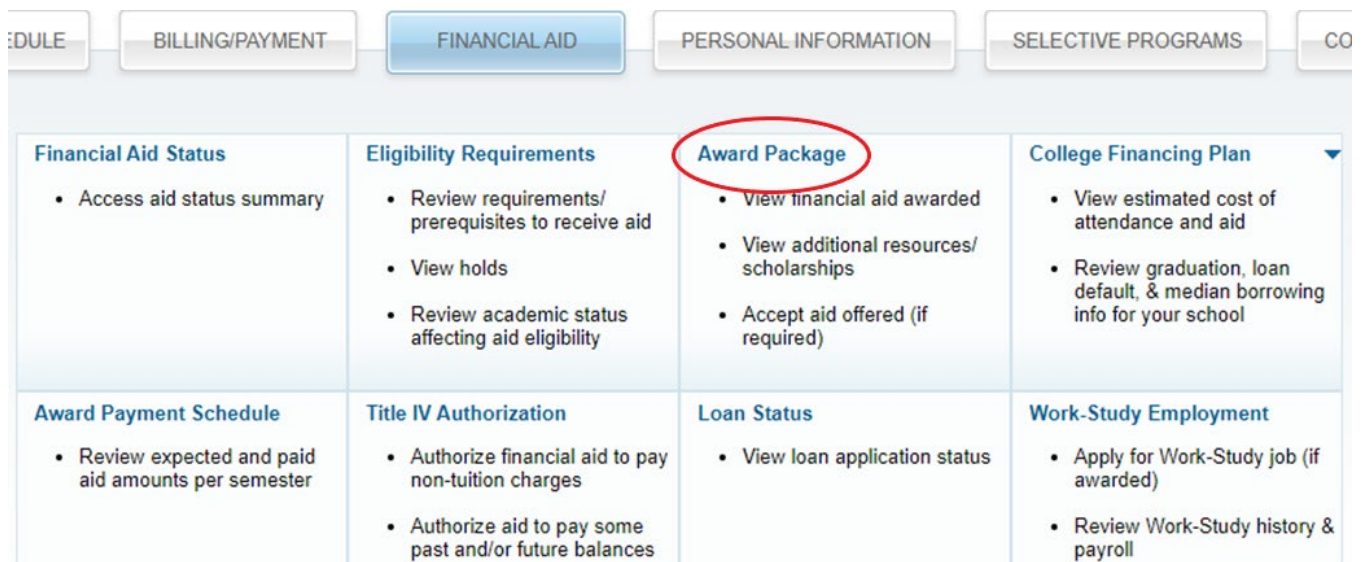 EDULE
BILLING/PAYMENT
FINANCIAL AID
PERSONAL INFORMATION
SELECTIVE PROGRAMS
CO
Financial Aid Status
• Access aid status summary
Eligibility Requirements
• Review requirements/
prerequisites to receive aid
• View holds
• Review academic status
affecting aid eligibility
Award Package
• View financial aid awarded
• View additional resources/
scholarships
• Accept aid offered (if
required)
College Financing Plan
• View estimated cost of
attendance and aid
• Review graduation, loan
default, & median borrowing
info for your school
Award Payment Schedule
• Review expected and paid
aid amounts per semester
Title IV Authorization
• Authorize financial aid to pay
non-tuition charges
• Authorize aid to pay some
past and/or future balances
Loan Status
• View loan application status
Work-Study Employment
• Apply for Work-Study job (if
awarded)
• Review Work-Study history &
payroll